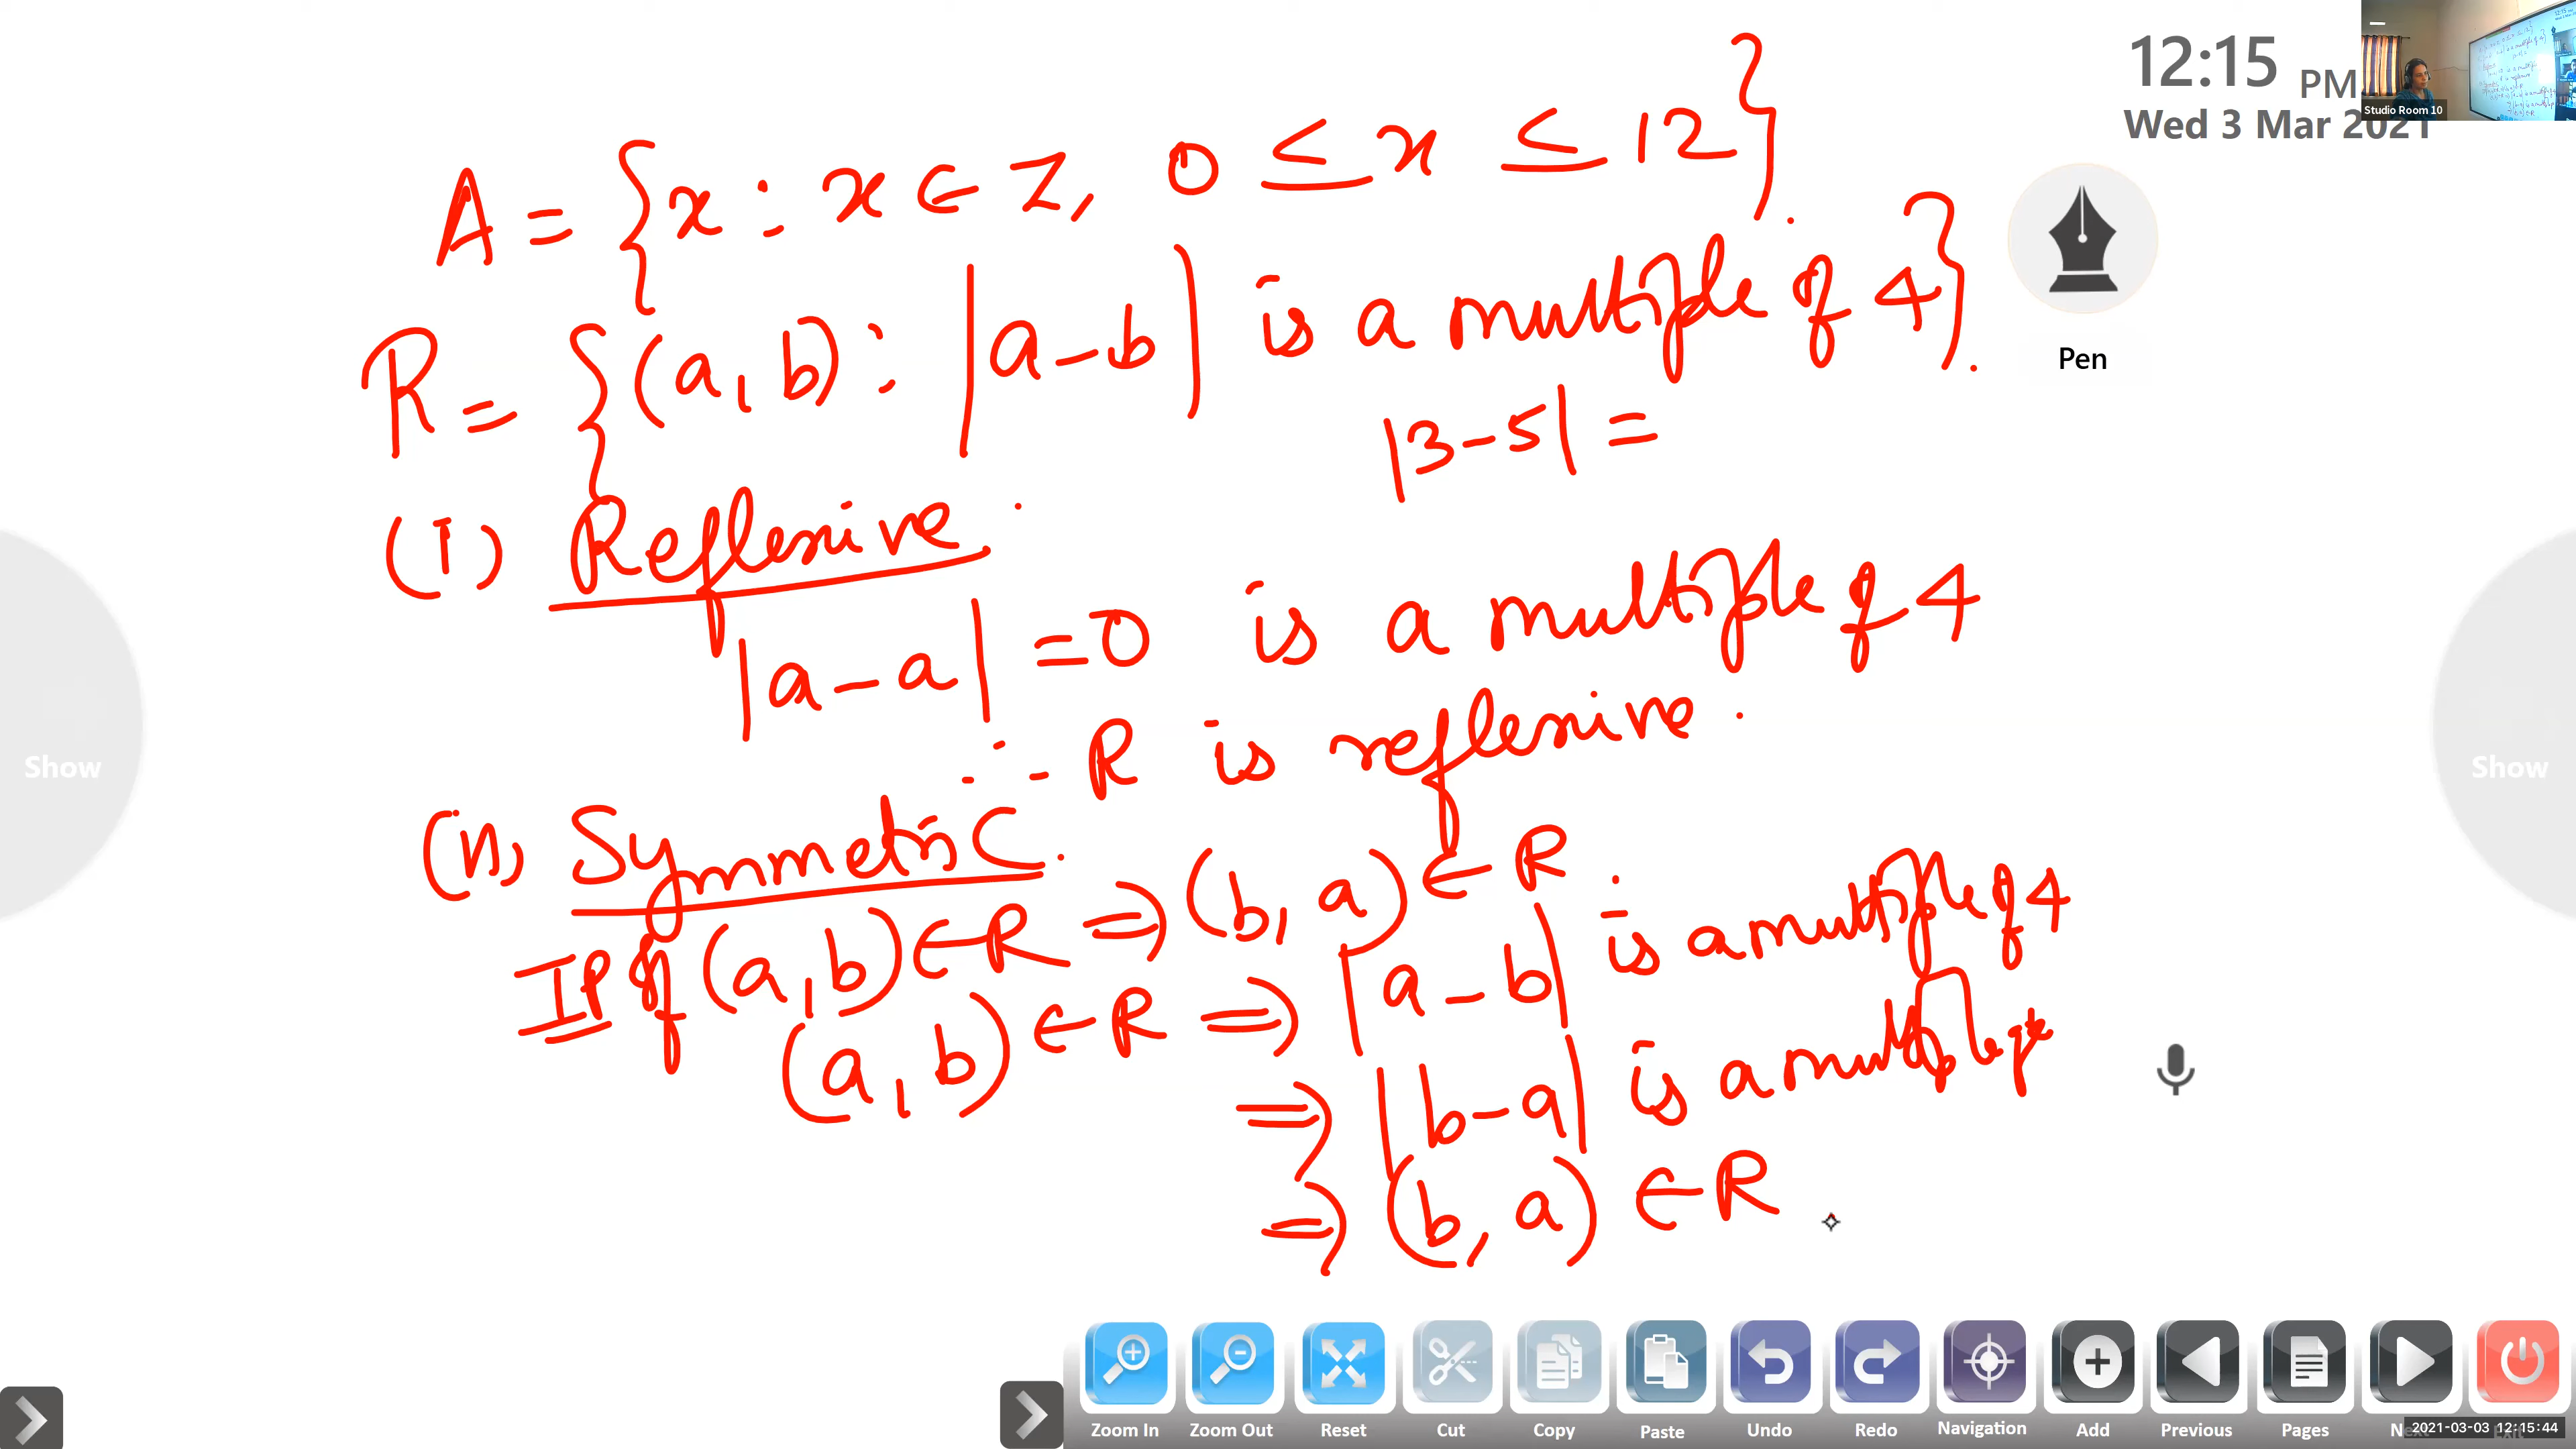 12:15 PM
Wed 3 Mar 2021
Studio Room 10
A = {x : x ∈ Z, 0 ≤ x ≤ 12}.
R = {(a, b) : |a - b| is a multiple of 4}.
Pen
|3 - 5| =
(i) Reflexive.
|a - a| = 0 is a multiple of 4
∴ R is reflexive.
Show
Show
(ii) Symmetric.
If (a, b) ∈ R ⇒ (b, a) ∈ R
(a, b) ∈ R ⇒ |a - b| is a multiple of 4
⇒ |b - a| is a multiple of
⇒ (b, a) ∈ R
Zoom In Zoom Out Reset Cut Copy Paste Undo Redo Navigation Add Previous Pages
2021-03-03 12:15:44